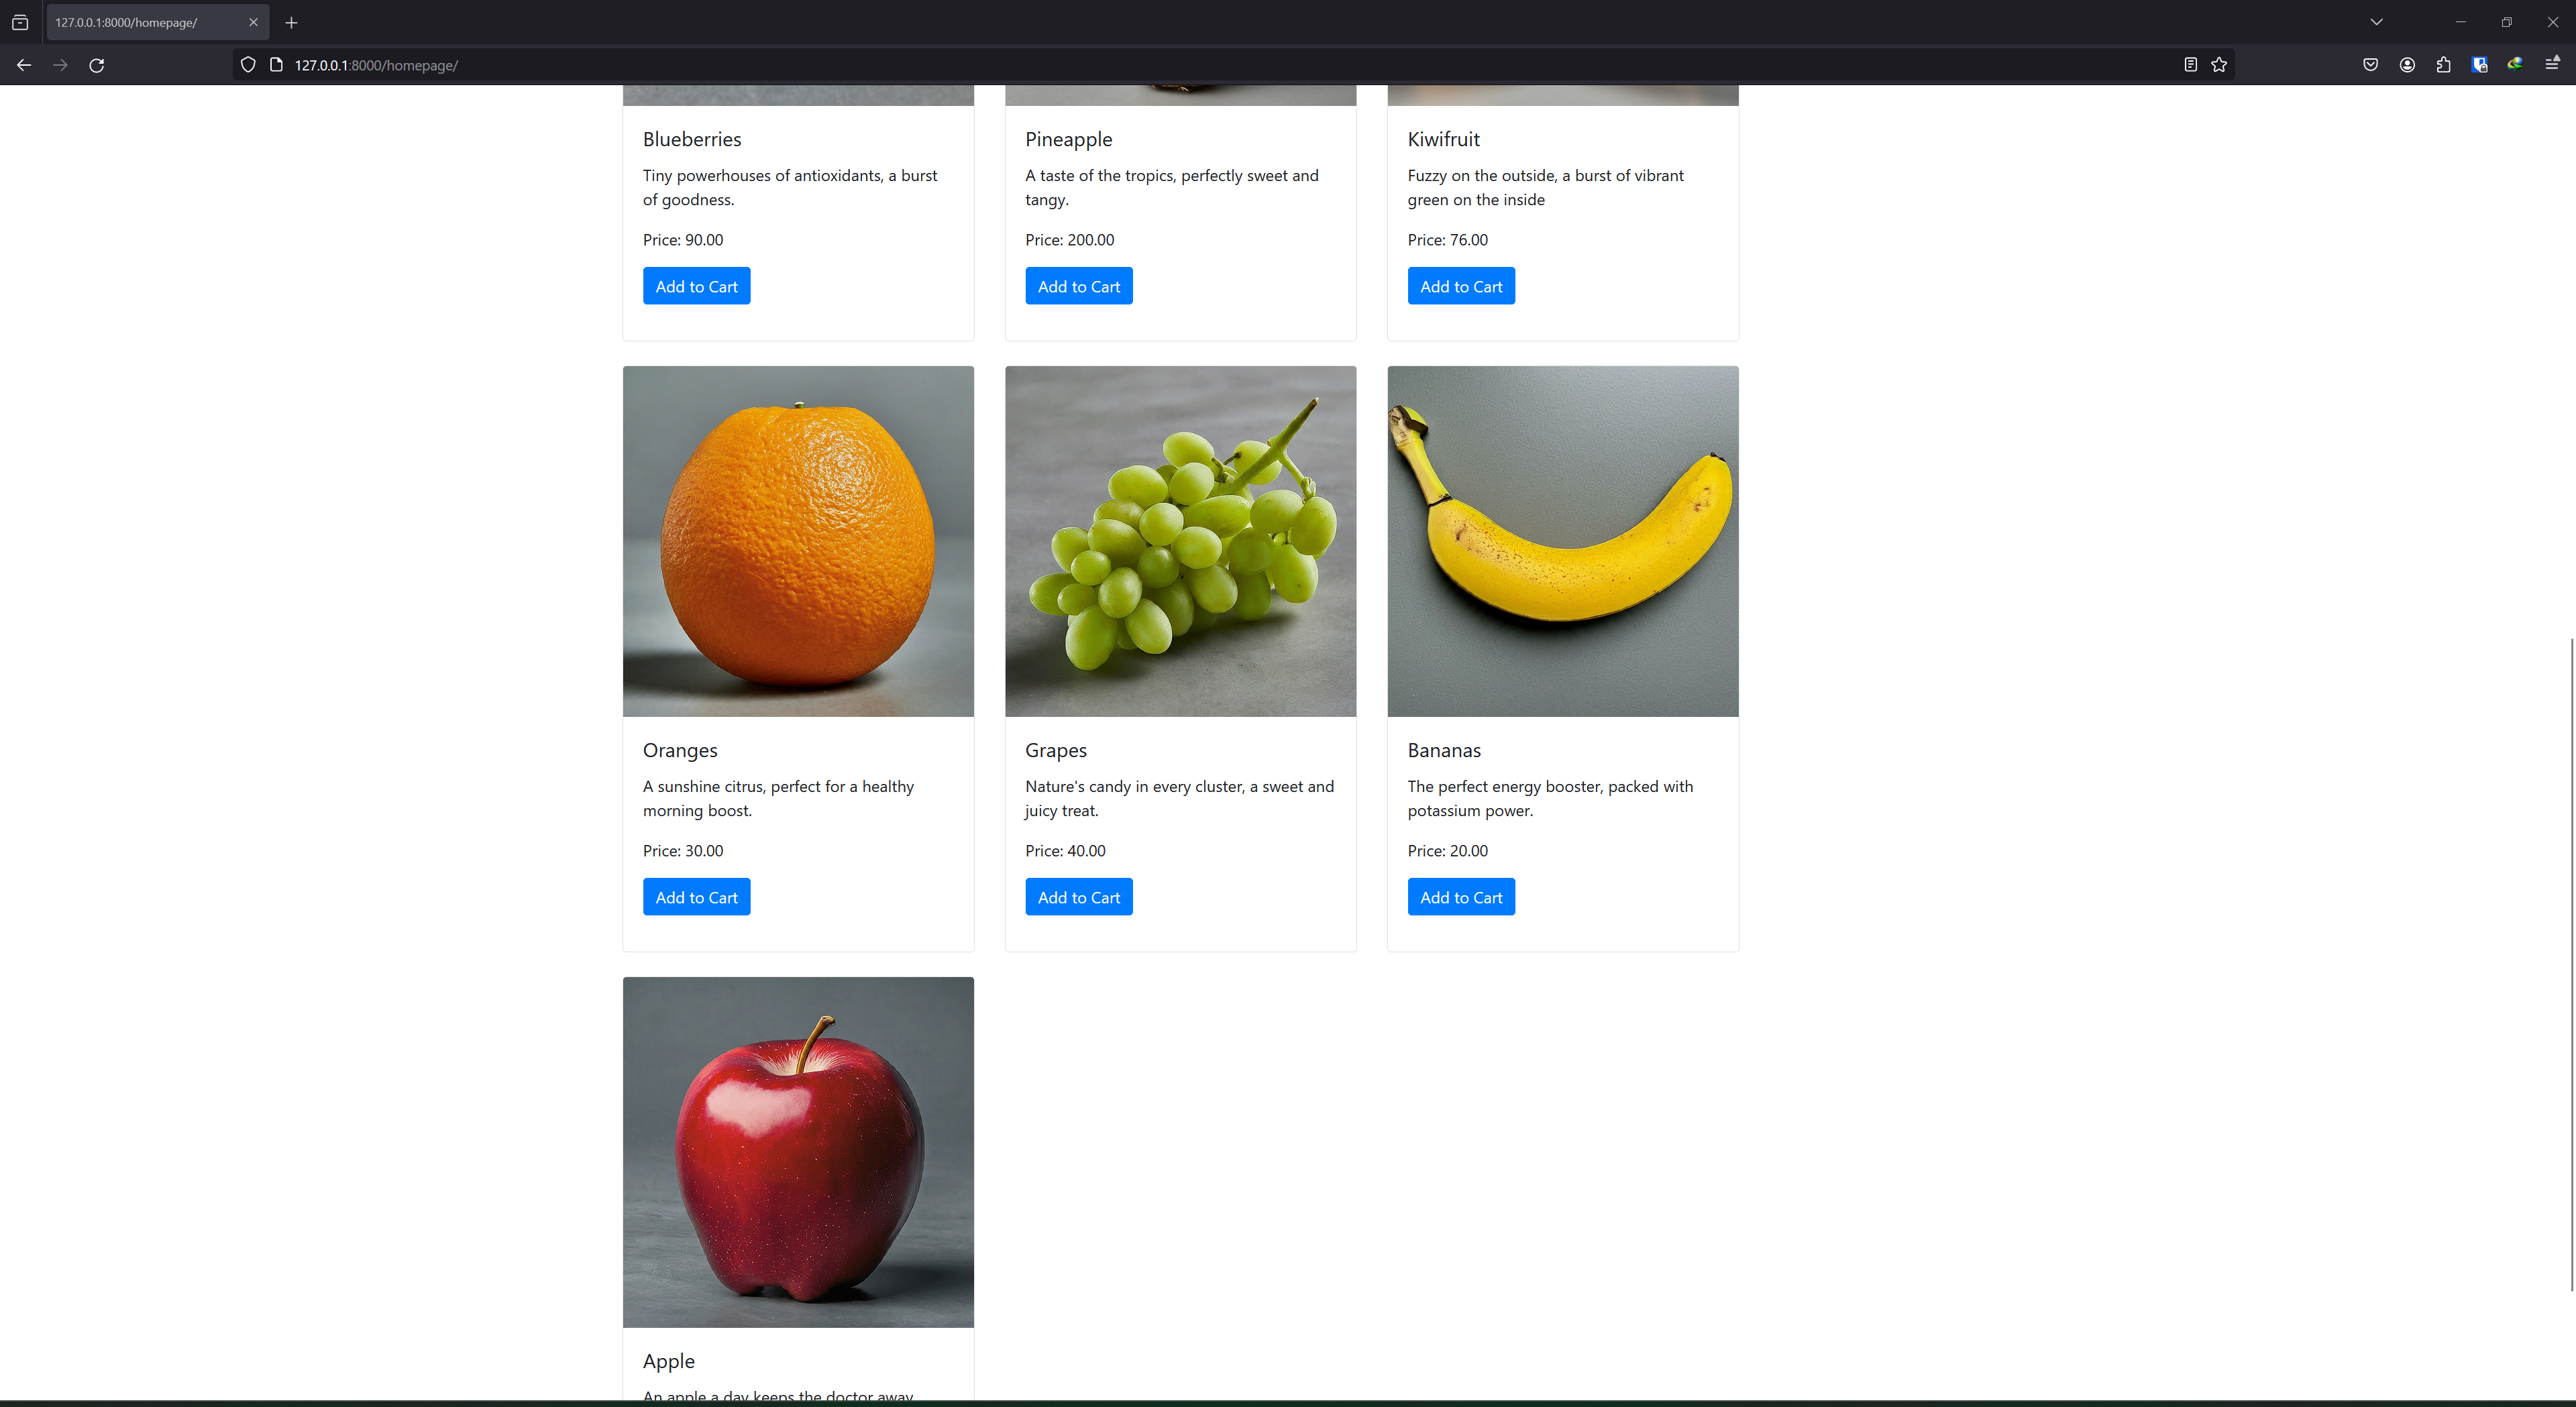 127.0.0.1:8000/homepage/
127.0.0.1:8000/homepage/
Blueberries
Tiny powerhouses of antioxidants, a burst
of goodness.
Price: 90.00
Add to Cart
Pineapple
A taste of the tropics, perfectly sweet and
tangy.
Price: 200.00
Add to Cart
Kiwifruit
Fuzzy on the outside, a burst of vibrant
green on the inside
Price: 76.00
Add to Cart
Oranges
A sunshine citrus, perfect for a healthy
morning boost.
Price: 30.00
Add to Cart
Grapes
Nature's candy in every cluster, a sweet and
juicy treat.
Price: 40.00
Add to Cart
Bananas
The perfect energy booster, packed with
potassium power.
Price: 20.00
Add to Cart
Apple
An apple a day keeps the doctor away